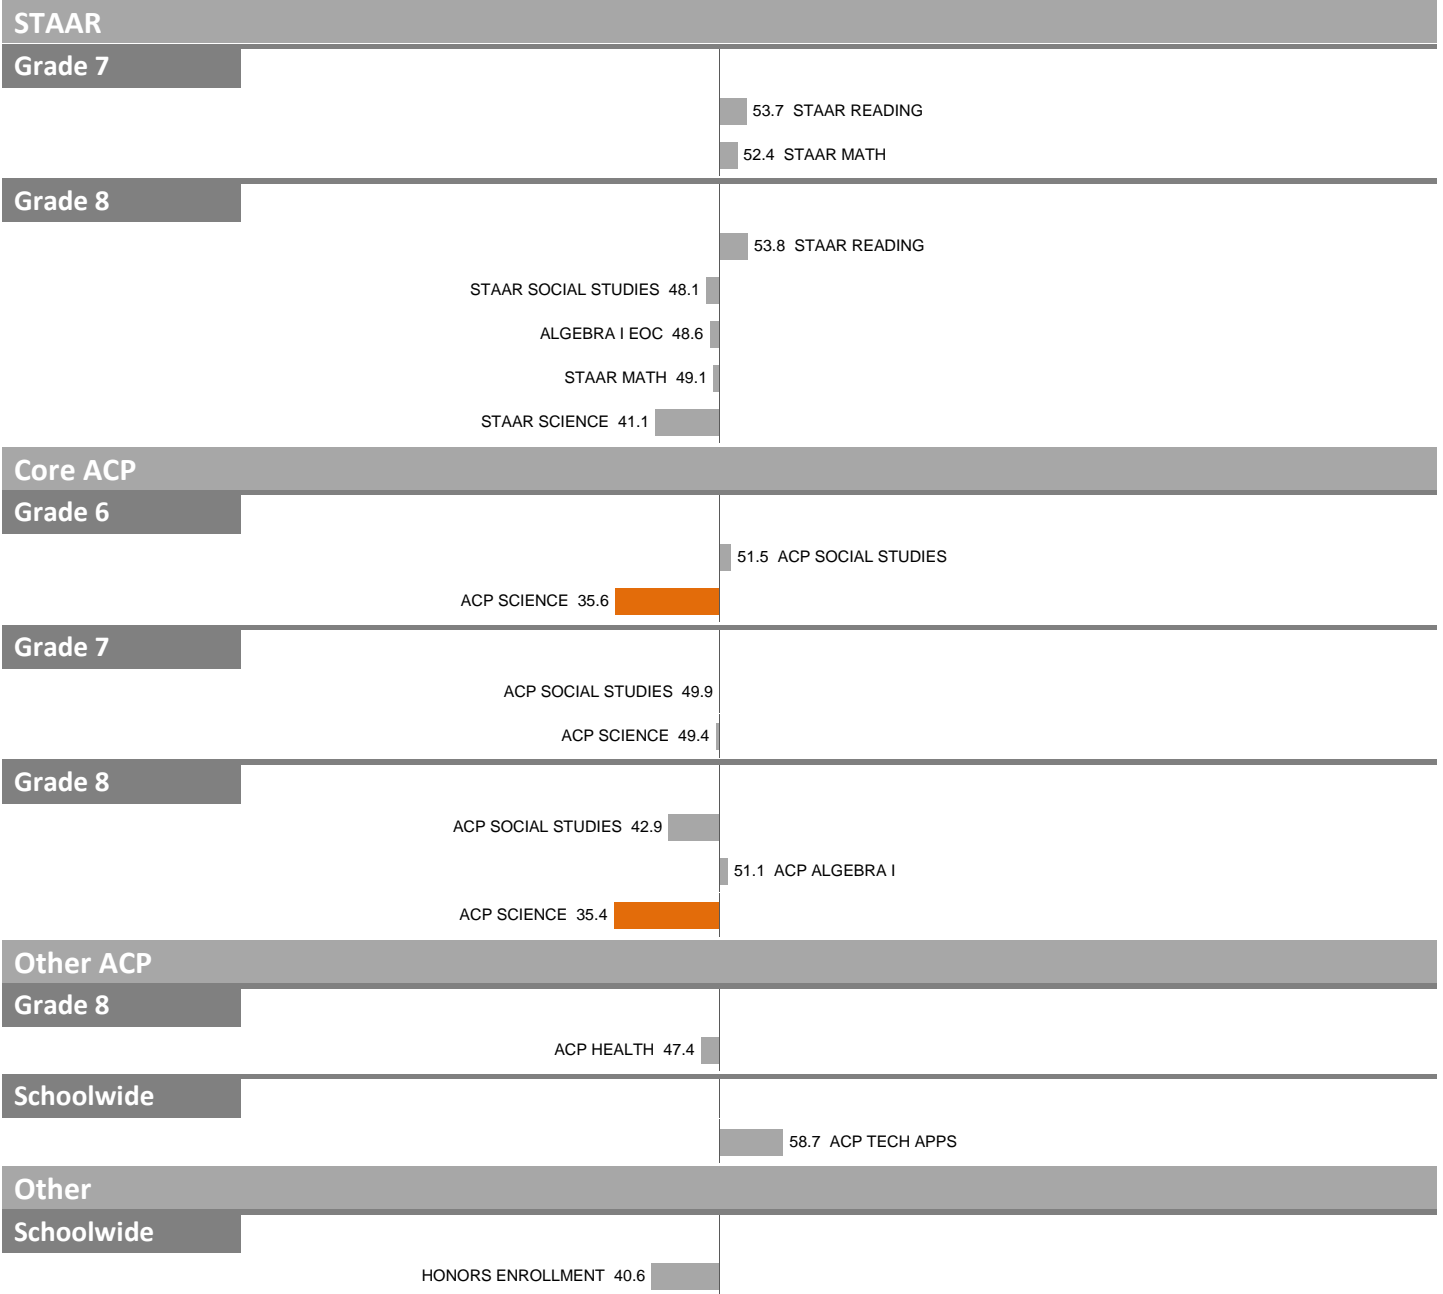 STAAR
Grade 7
53.7 STAAR READING
52.4 STAAR MATH
Grade 8
53.8 STAAR READING
STAAR SOCIAL STUDIES 48.1
ALGEBRA I EOC 48.6
STAAR MATH 49.1
STAAR SCIENCE 41.1
Core ACP
Grade 6
51.5 ACP SOCIAL STUDIES
ACP SCIENCE 35.6
Grade 7
ACP SOCIAL STUDIES 49.9
ACP SCIENCE 49.4
Grade 8
ACP SOCIAL STUDIES 42.9
51.1 ACP ALGEBRA I
ACP SCIENCE 35.4
Other ACP
Grade 8
ACP HEALTH 47.4
Schoolwide
58.7 ACP TECH APPS
Other
Schoolwide
HONORS ENROLLMENT 40.6